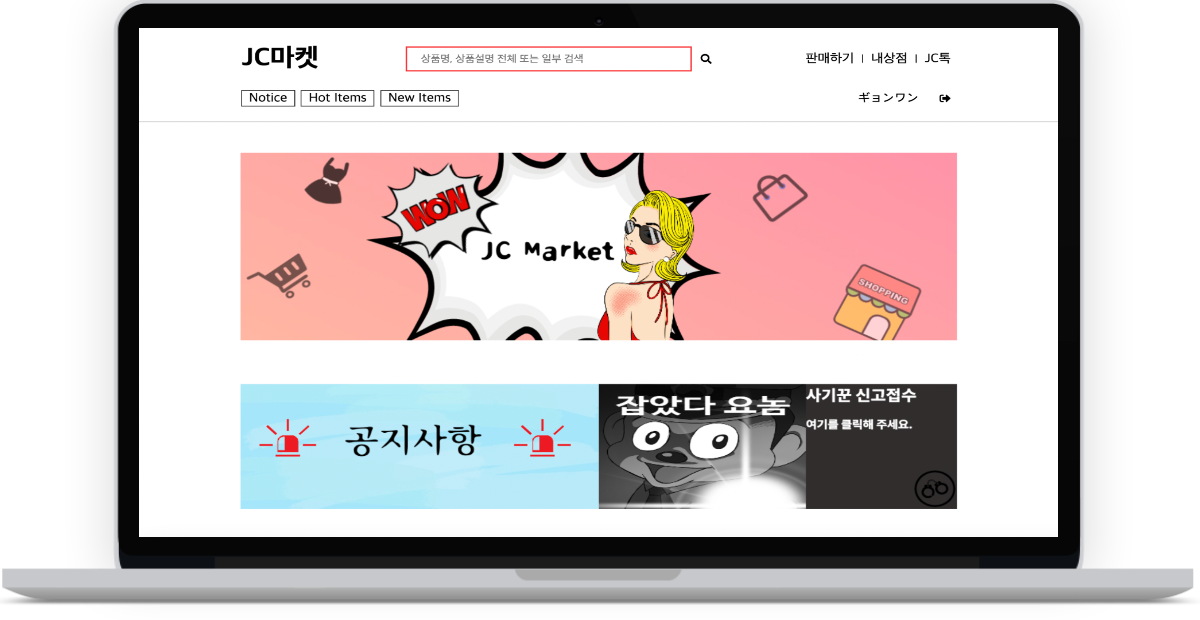 JC마켓
상품명, 상품설명 전체 또는 일부 검색
판매하기 | 내상점 | JC톡
Notice
Hot Items
New Items
ギョンワン
WOW
JC Market
SHOPPING
공지사항
잡았다 요놈
사기꾼 신고접수
여기를 클릭해 주세요.